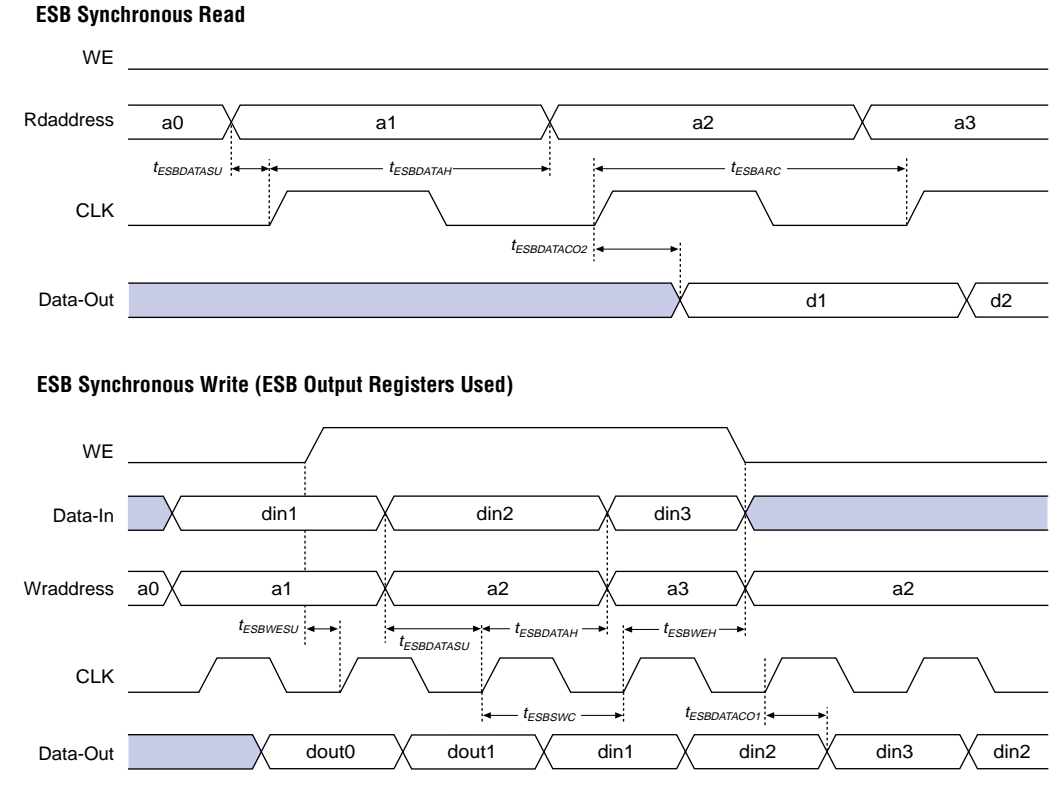 ESB Synchronous Read
WE
Rdaddress a0 a1 a2 a3
tESBDATASU tESBDATAH tESBARC
CLK
tESBDATACO2
Data-Out d1 d2
ESB Synchronous Write (ESB Output Registers Used)
WE
Data-In din1 din2 din3
Wraddress a0 a1 a2 a3 a2
tESBWESU tESBDATASU tESBDATAH tESBWEH
CLK
tESBSWC tESBDATACO1
Data-Out dout0 dout1 din1 din2 din3 din2